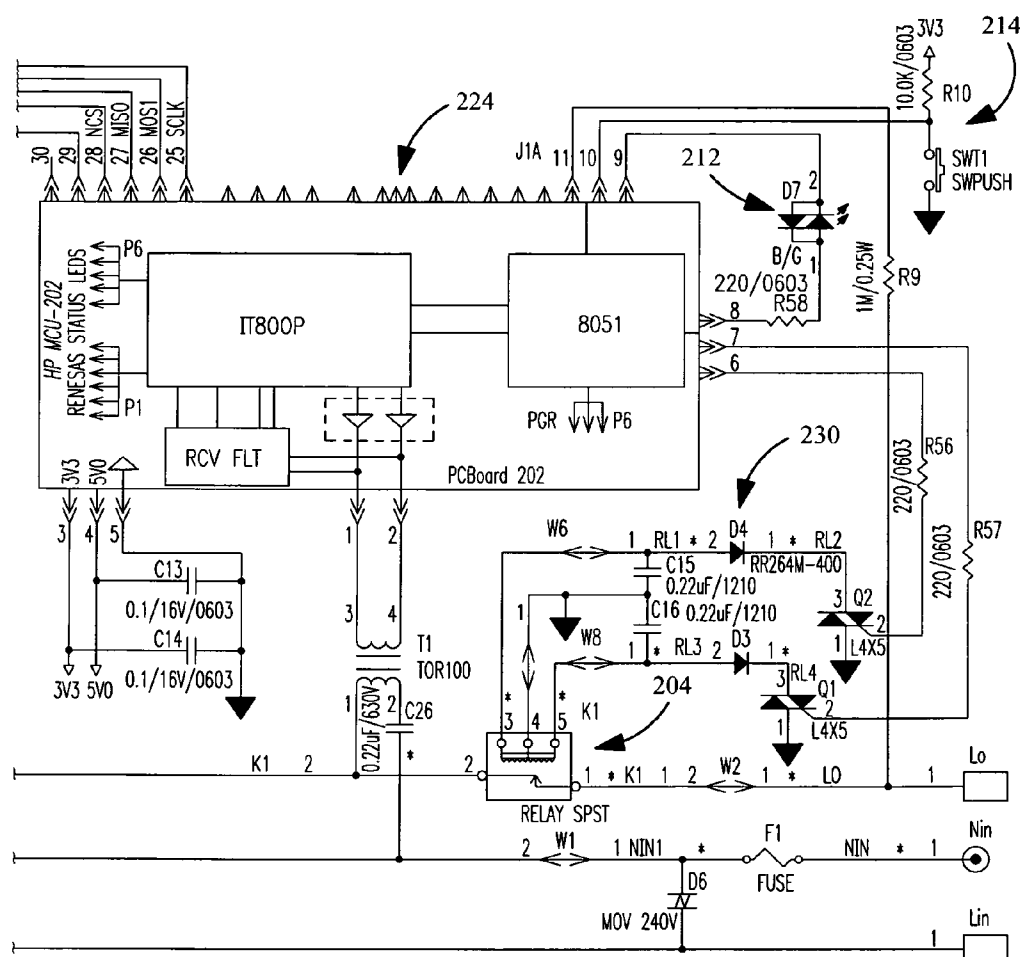 3V3
214
10.0K/0603
R10
224
30
29
28 NCS
27 MISO
26 MOS1
25 SCLK
J1A
11
10
9
212
2
SWT1
SWPUSH
D7
HP MCU-202
RENESAS STATUS LEDS
P6
P1
IT800P
8051
B/G
1
220/0603
R58
8
7
6
1M/0.25W
R9
PGR
P6
230
R56
220/0603
RCV FLT
3V3
5V0
PCBoard 202
R57
220/0603
3
4
5
1
2
W6
1 RL1 * 2
D4
1 * RL2
RR264M-400
C13
0.1/16V/0603
C15
0.22uF/1210
C16
0.22uF/1210
3
Q2
2
L4X5
1
3
4
1
W8
C14
0.1/16V/0603
T1
TOR100
1 * RL3 2
D3
1 *
RL4
3
Q1
2
L4X5
1
204
3V3
5V0
1
2
0.22uF/630V
C26
*
*
3
4
*
5
K1
K1 2
2
1 * K1 1 2
W2
1 * LO
1
Lo
RELAY SPST
2
W1
1 NIN1 *
F1
FUSE
NIN * 1
Nin
D6
MOV 240V
1
Lin